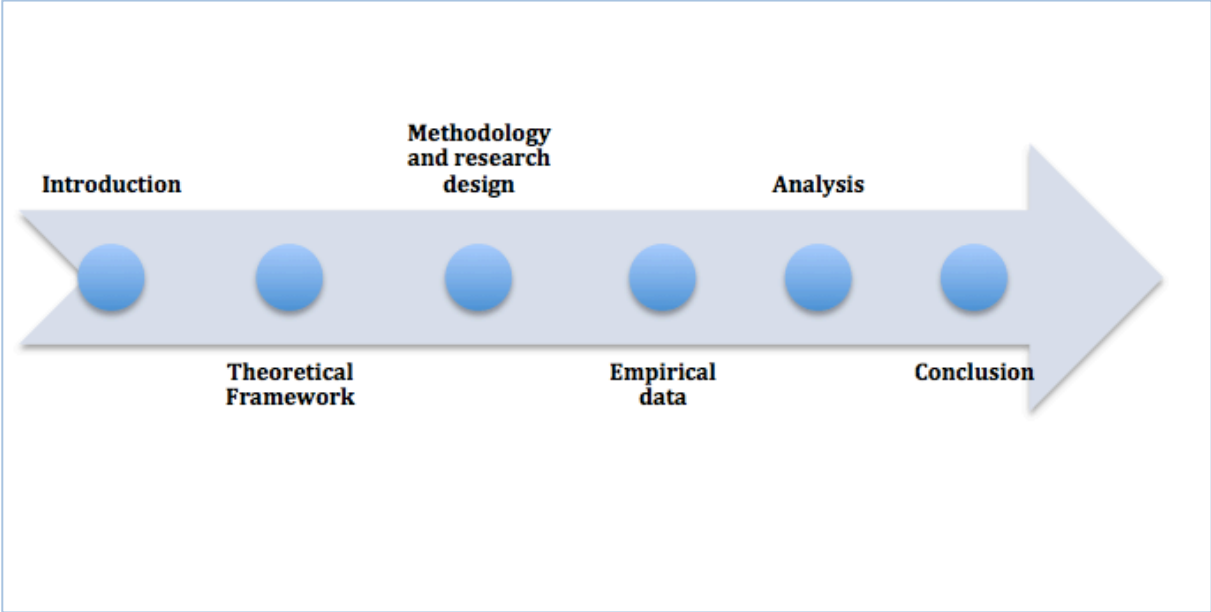 Introduction
Theoretical
Framework
Methodology
and research
design
Empirical
data
Analysis
Conclusion